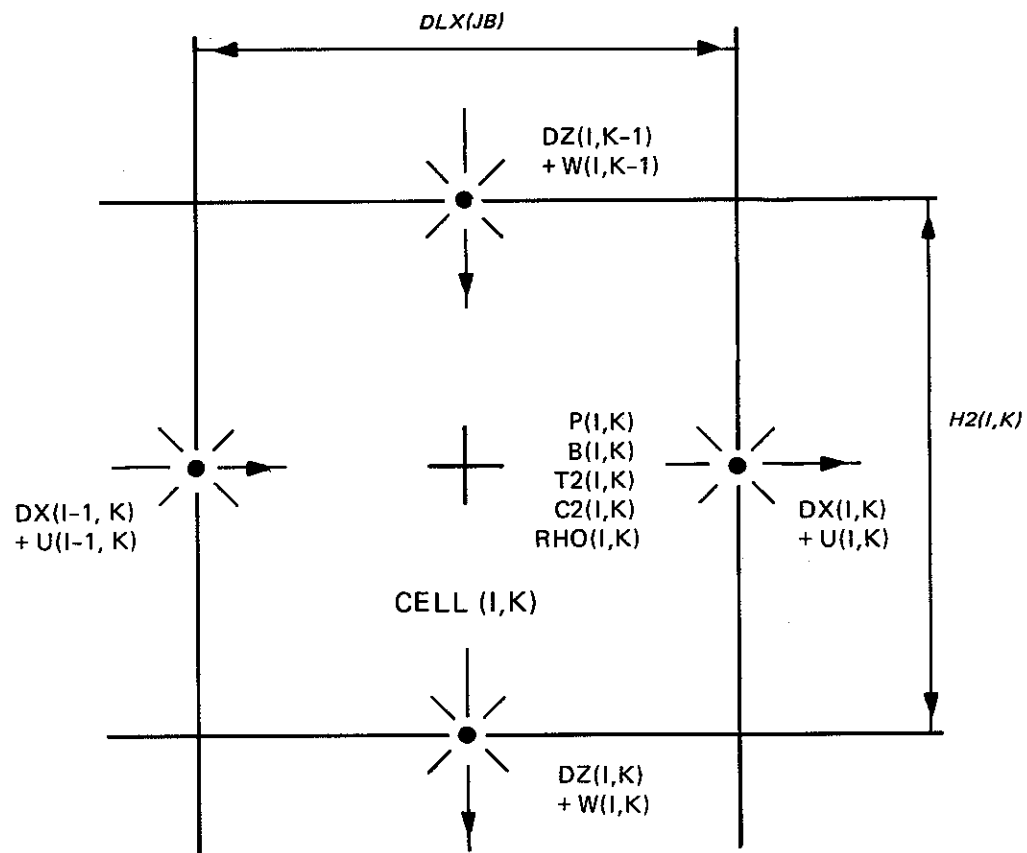 DLX(JB)
DZ(I,K-1)
+ W(I,K-1)
P(I,K)
B(I,K)
T2(I,K)
C2(I,K)
RHO(I,K)
H2(I,K)
DX(I-1, K)
+ U(I-1, K)
DX(I,K)
+ U(I,K)
CELL (I,K)
DZ(I,K)
+ W(I,K)